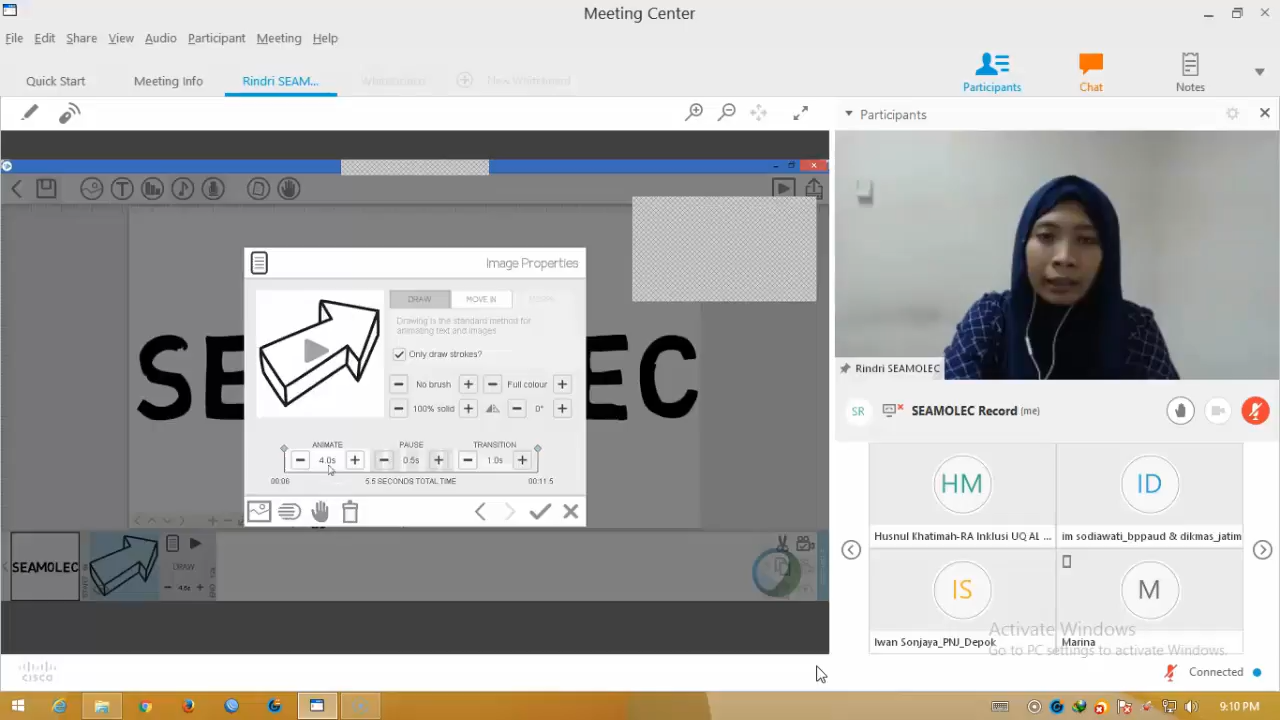 Meeting Center
File Edit Share View Audio Participant Meeting Help
Quick Start Meeting Info Rindri SEAM... Whiteboard New Whiteboard
Participants Chat Notes
Participants
Image Properties
DRAW MOVE IN
Drawing is the standard method for
animating text and images
Only draw strokes?
No brush Full colour
100% solid 0°
SE EC
ANIMATE PAUSE TRANSITION
4.0s 0.5s 1.0s
00:06 5.5 SECONDS TOTAL TIME 00:11.5
SEAMOLEC
DRAW
Rindri SEAMOLEC
SR SEAMOLEC Record (me)
HM
Husnul Khatimah-RA Inklusi UQ AL ...
ID
im sodiawati_bppaud & dikmas_jatim
IS
Iwan Sonjaya_PNJ_Depok
M
Marina
Activate Windows
Go to PC settings to activate Windows.
cisco
Connected
9:10 PM